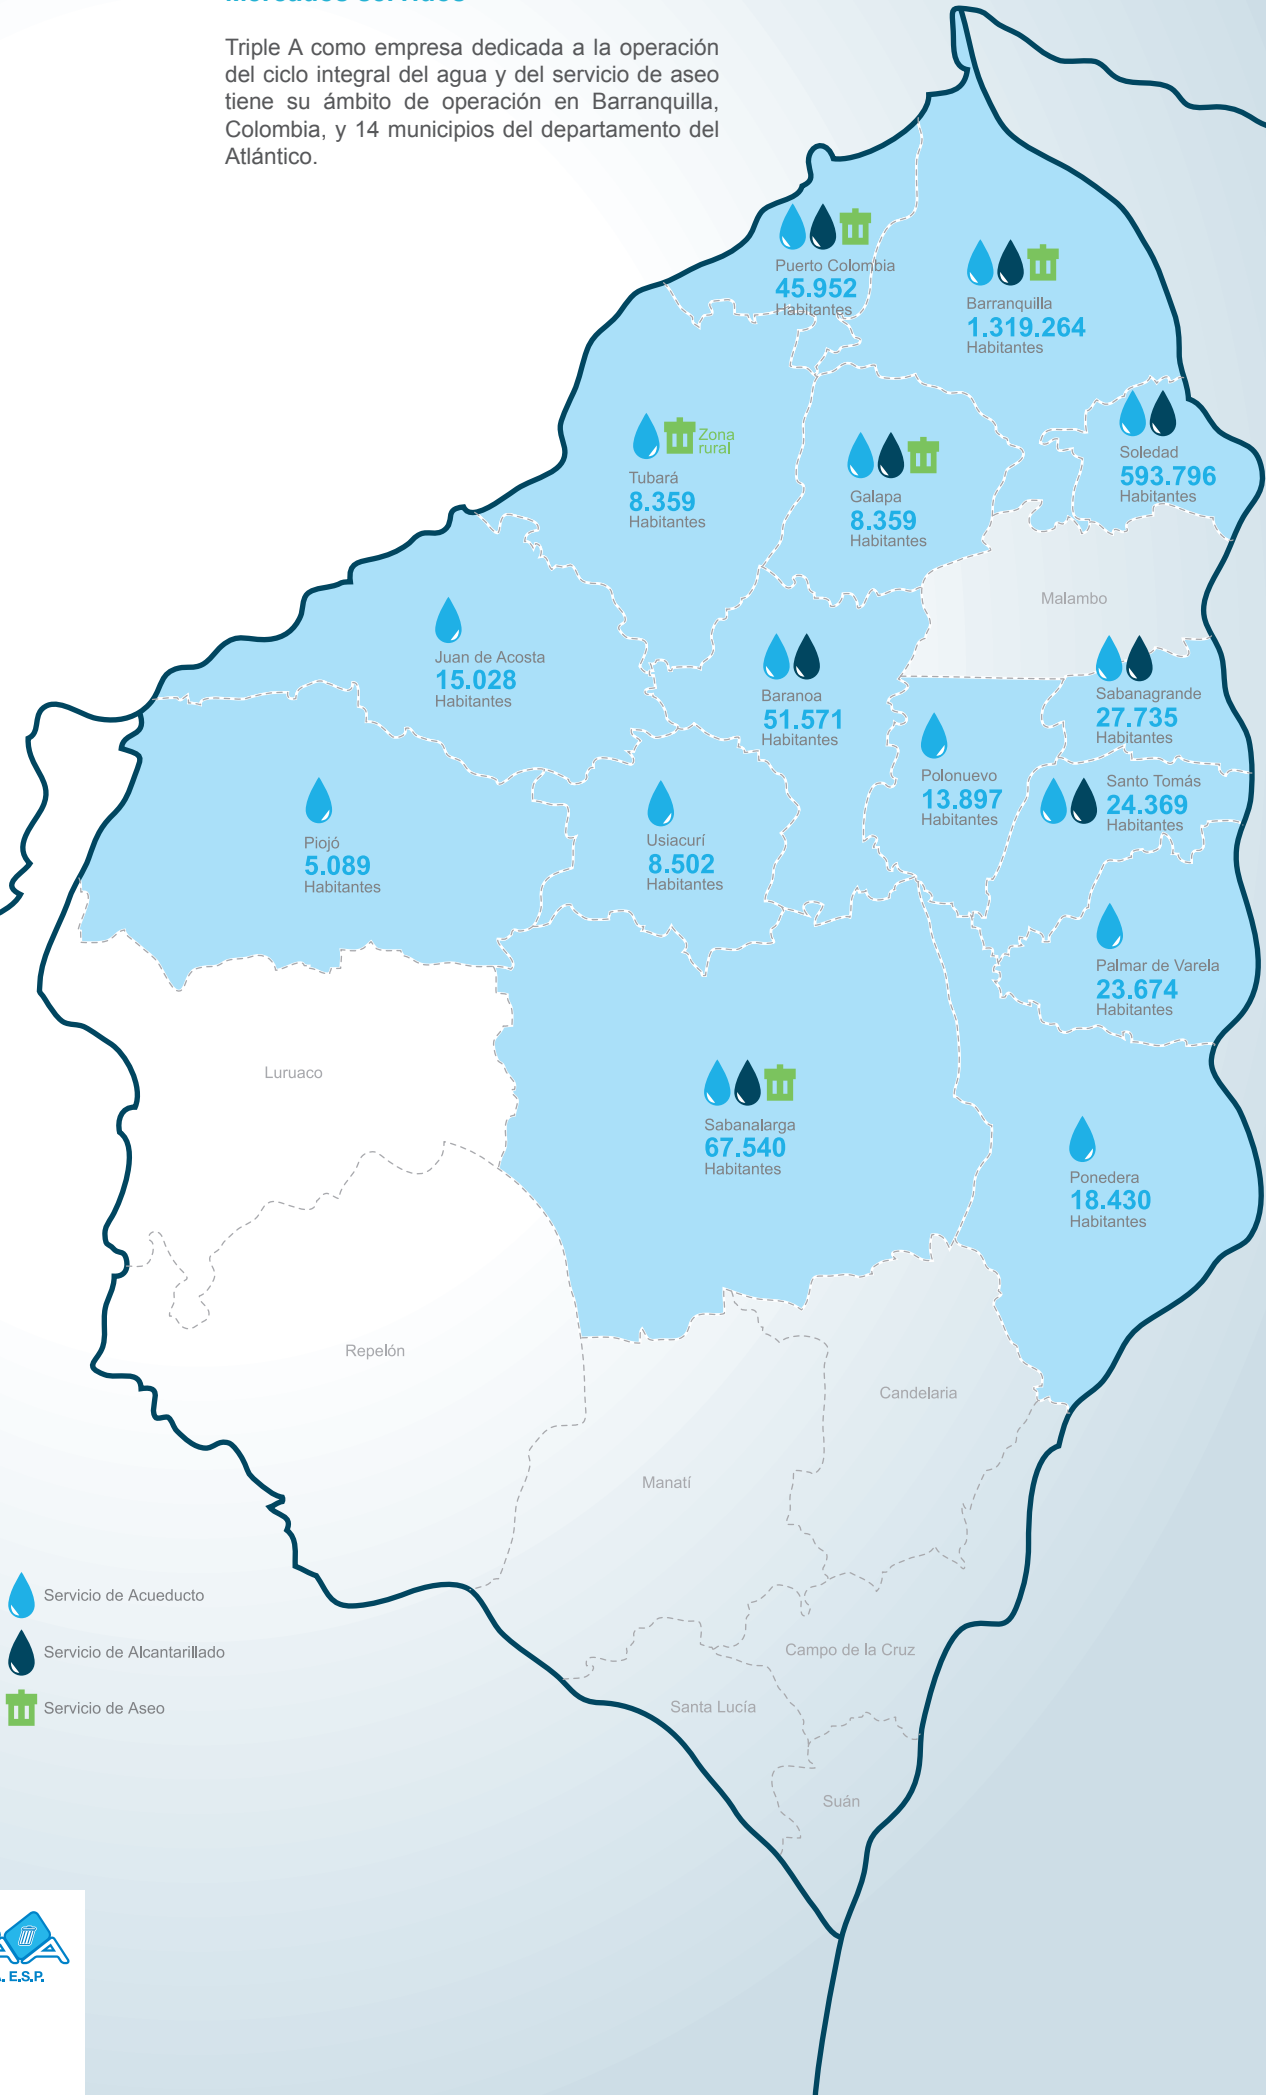 Mercados Servidos
Triple A como empresa dedicada a la operación
del ciclo integral del agua y del servicio de aseo
tiene su ámbito de operación en Barranquilla,
Colombia, y 14 municipios del departamento del
Atlántico.
Puerto Colombia
45.952
Habitantes
Barranquilla
1.319.264
Habitantes
Zona
rural
Tubará
8.359
Habitantes
Galapa
8.359
Habitantes
Soledad
593.796
Habitantes
Malambo
Juan de Acosta
15.028
Habitantes
Baranoa
51.571
Habitantes
Sabanagrande
27.735
Habitantes
Polonuevo
13.897
Habitantes
Santo Tomás
24.369
Habitantes
Piojó
5.089
Habitantes
Usiacurí
8.502
Habitantes
Palmar de Varela
23.674
Habitantes
Luruaco
Sabanalarga
67.540
Habitantes
Ponedera
18.430
Habitantes
Repelón
Candelaria
Manatí
Servicio de Acueducto
Servicio de Alcantarillado
Servicio de Aseo
Campo de la Cruz
Santa Lucía
Suán
. E.S.P.